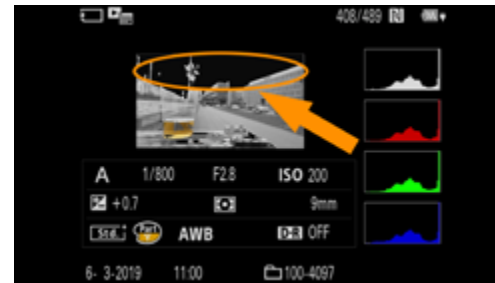 408/489 N
A 1/800 F2.8 ISO 200
+0.7 9mm
Std. Part AWB D-R OFF
6- 3-2019 11:00 100-4097